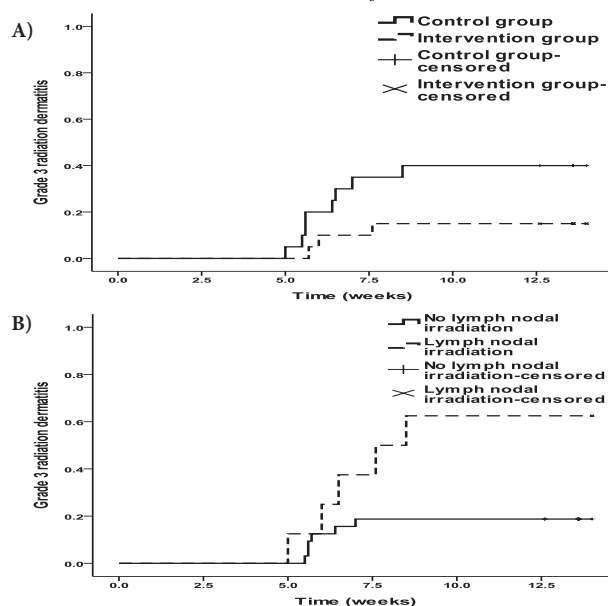 A)
Control group
Intervention group
Control group-
censored
Intervention group-
censored
Grade 3 radiation dermatitis
1.0
0.8
0.6
0.4
0.2
0.0
0.0
2.5
5.0
7.5
10.0
12.5
Time (weeks)
B)
No lymph nodal
irradiation
Lymph nodal
irradiation
No lymph nodal
irradiation-censored
Lymph nodal
irradiation-censored
Grade 3 radiation dermatitis
1.0
0.8
0.6
0.4
0.2
0.0
0.0
2.5
5.0
7.5
10.0
12.5
Time (weeks)